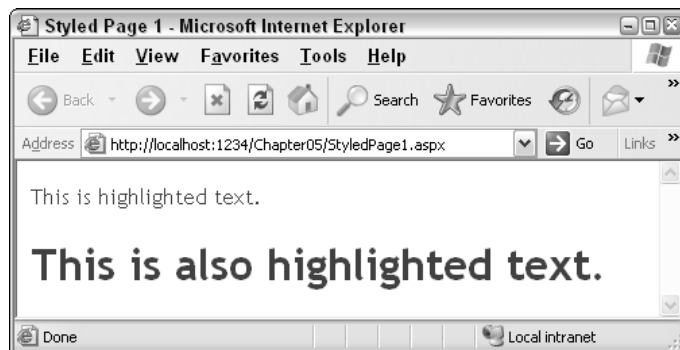 Styled Page 1 - Microsoft Internet Explorer
File Edit View Favorites Tools Help
Back Search Favorites »
Address http://localhost:1234/Chapter05/StyledPage1.aspx Go Links »
This is highlighted text.
This is also highlighted text.
Done Local intranet